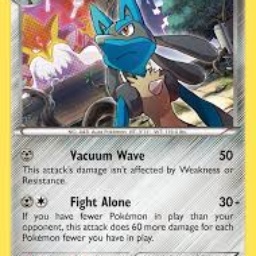 Vacuum Wave 50
This attack's damage isn't affected by Weakness or
Resistance.
Fight Alone 30+
If you have fewer Pokémon in play than your
opponent, this attack does 60 more damage for each
Pokémon fewer you have in play.